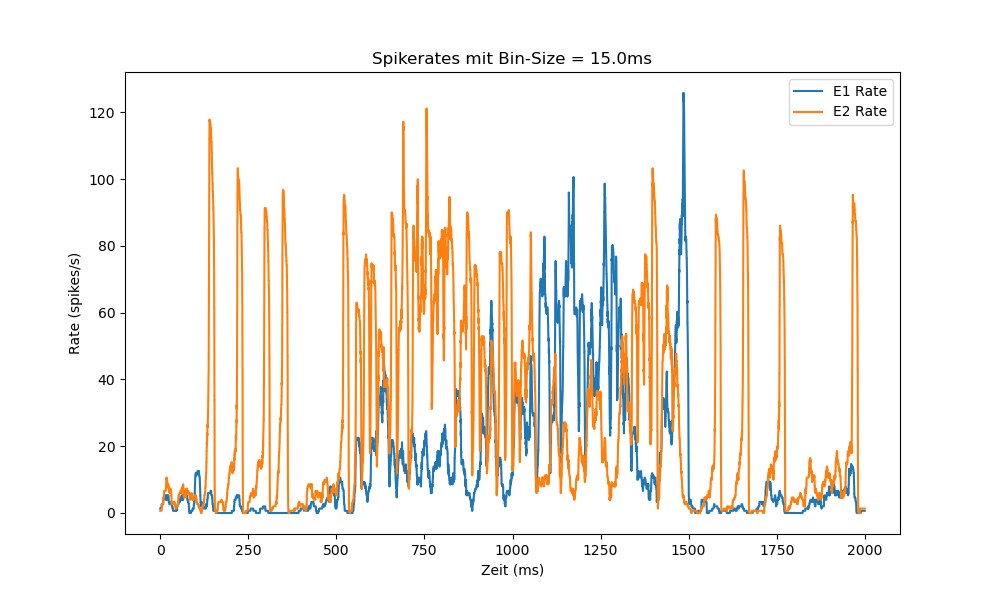 Spikerates mit Bin-Size = 15.0ms
E1 Rate
E2 Rate
Rate (spikes/s)
120
100
80
60
40
20
0
0 250 500 750 1000 1250 1500 1750 2000
Zeit (ms)